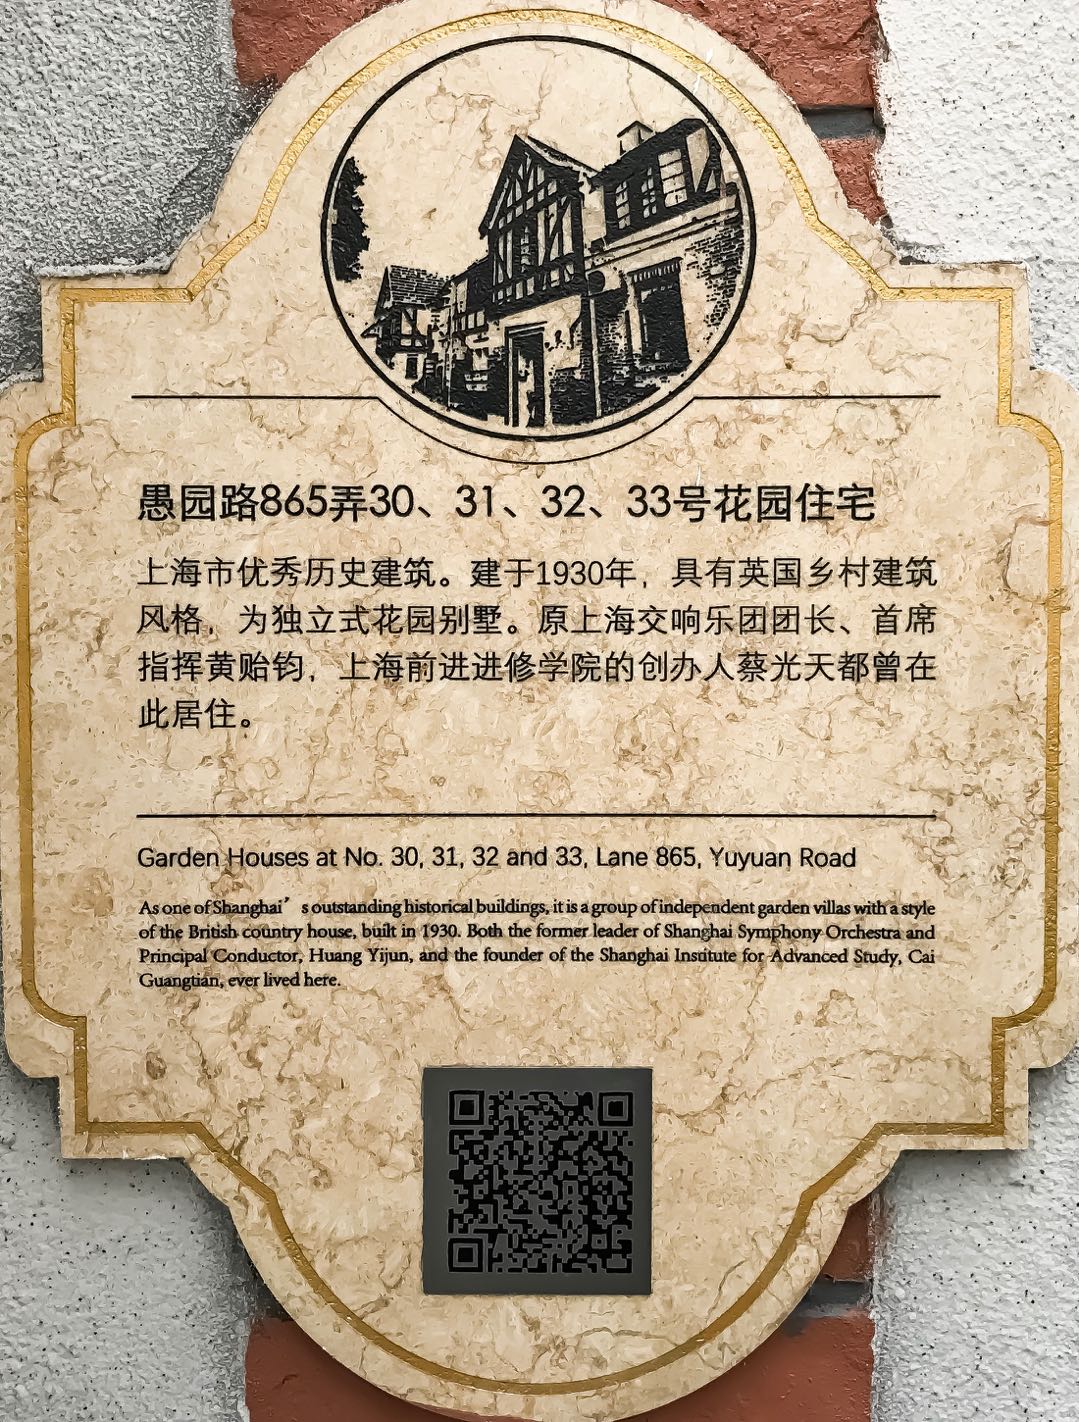 愚园路865弄30、31、32、33号花园住宅
上海市优秀历史建筑。建于1930年，具有英国乡村建筑
风格，为独立式花园别墅。原上海交响乐团团长、首席
指挥黄贻钧，上海前进进修学院的创办人蔡光天都曾在
此居住。
Garden Houses at No. 30, 31, 32 and 33, Lane 865, Yuyuan Road
As one of Shanghai’s outstanding historical buildings, it is a group of independent garden villas with a style
of the British country house, built in 1930. Both the former leader of Shanghai Symphony Orchestra and
Principal Conductor, Huang Yijun, and the founder of the Shanghai Institute for Advanced Study, Cai
Guangtian, ever lived here.